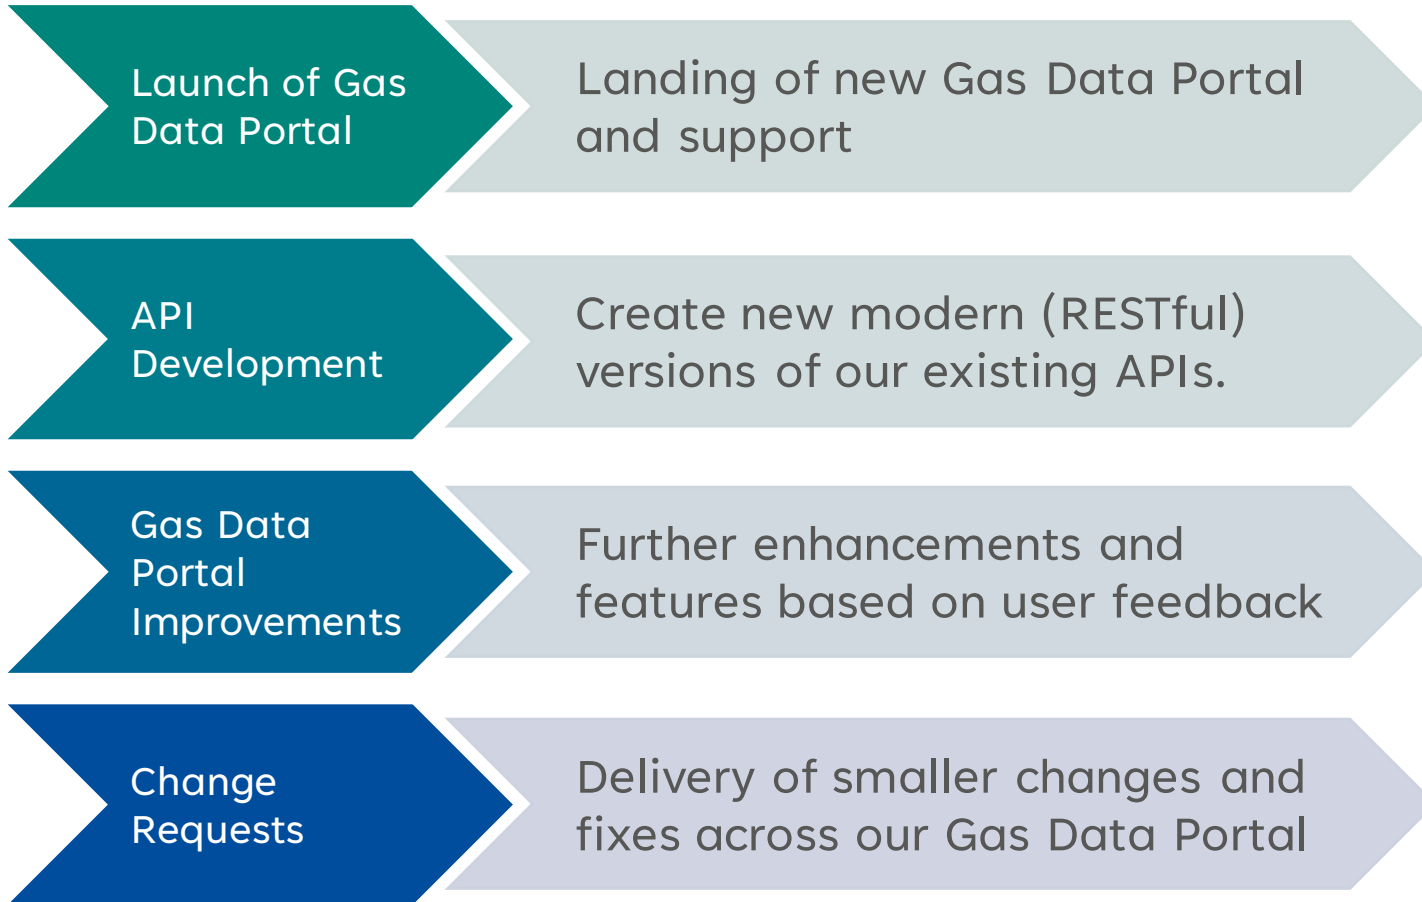 Launch of Gas
Data Portal
Landing of new Gas Data Portal
and support
API
Development
Create new modern (RESTful)
versions of our existing APIs.
Gas Data
Portal
Improvements
Further enhancements and
features based on user feedback
Change
Requests
Delivery of smaller changes and
fixes across our Gas Data Portal